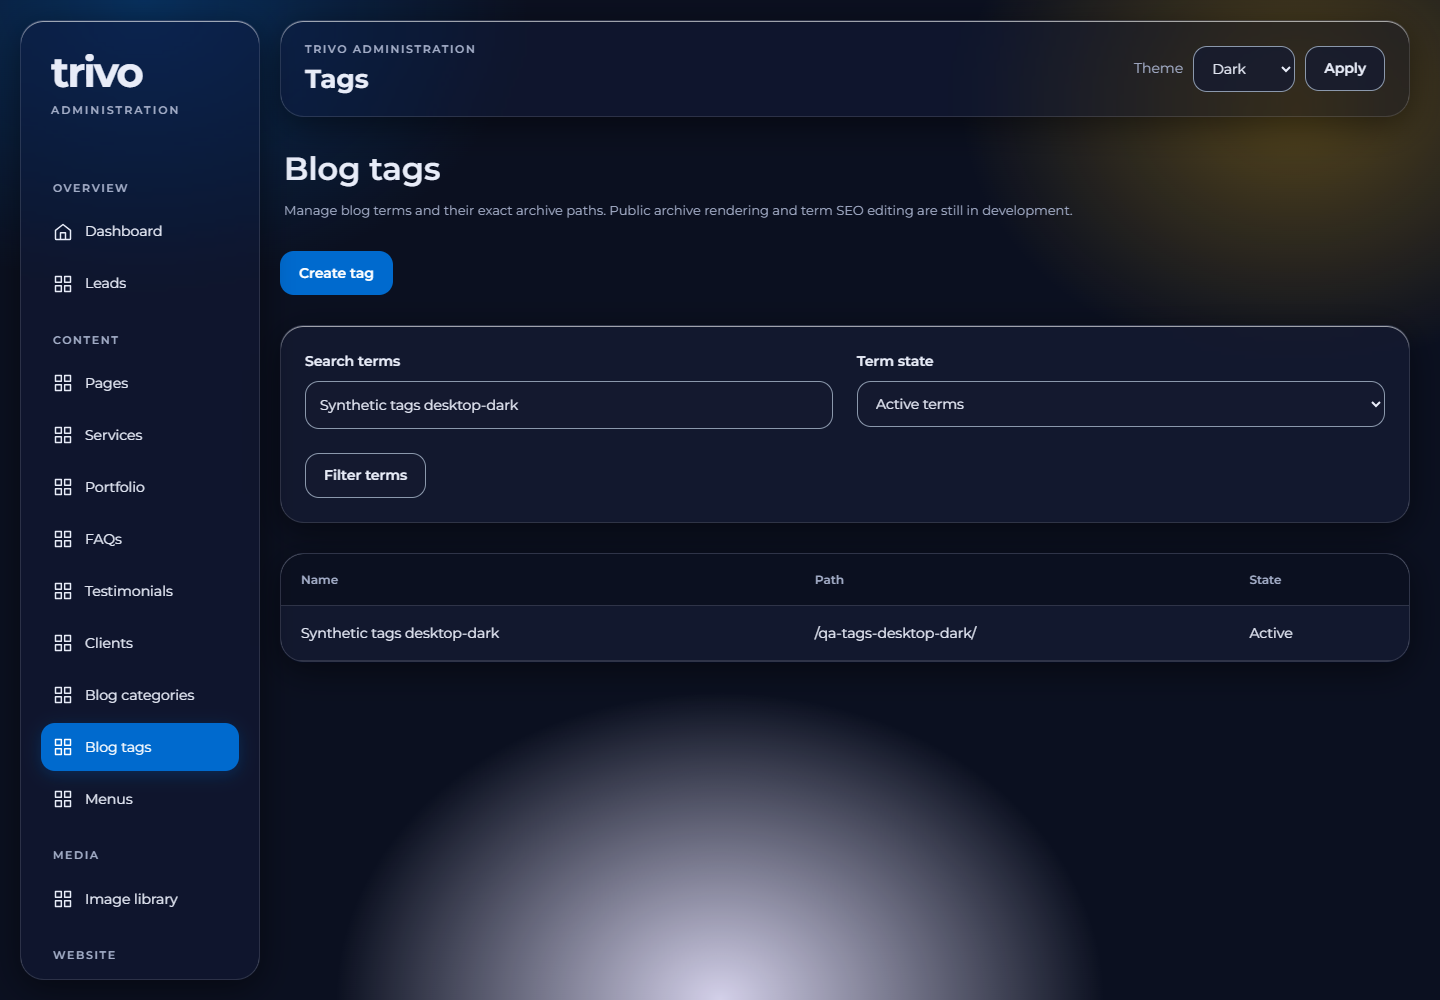 trivo
ADMINISTRATION
OVERVIEW
Dashboard
Leads
CONTENT
Pages
Services
Portfolio
FAQs
Testimonials
Clients
Blog categories
Blog tags
Menus
MEDIA
Image library
WEBSITE
TRIVO ADMINISTRATION
Tags
Theme Dark Apply
Blog tags
Manage blog terms and their exact archive paths. Public archive rendering and term SEO editing are still in development.
Create tag
Search terms Term state
Synthetic tags desktop-dark Active terms
Filter terms
Name Path State
Synthetic tags desktop-dark /qa-tags-desktop-dark/ Active